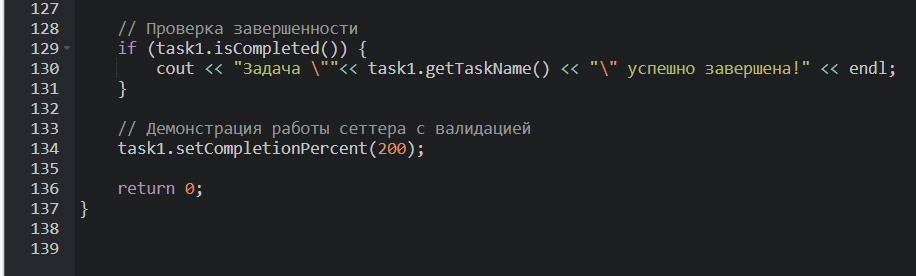 127
128 // Проверка завершенности
129 if (task1.isCompleted()) {
130 cout << "Задача \""<< task1.getTaskName() << "\" успешно завершена!" << endl;
131 }
132
133 // Демонстрация работы сеттера с валидацией
134 task1.setCompletionPercent(200);
135
136 return 0;
137 }
138
139